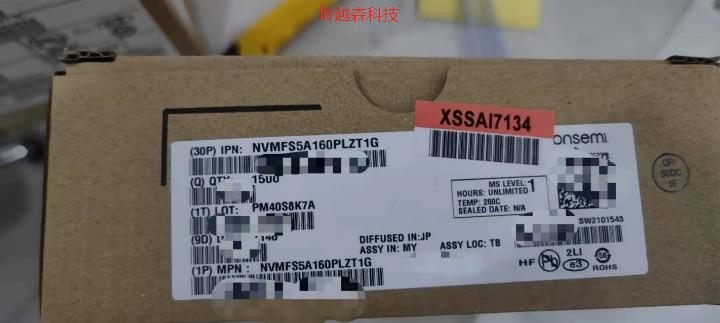 聆越森科技
XSSAI7134
onsemi
(30P) IPN: NVMFS5A160PLZT1G
(Q) QTY: 1500
MS LEVEL: 1
HOURS: UNLIMITED
TEMP: 260C
SEALED DATE: N/A
(1T) LOT: PM40S8K7A
SW2101543
(9D)
DIFFUSED IN:JP
ASSY IN: MY ASSY LOC: TB
(1P) MPN : NVMFS5A160PLZT1G
HF Pb 2LI e3 ROHS